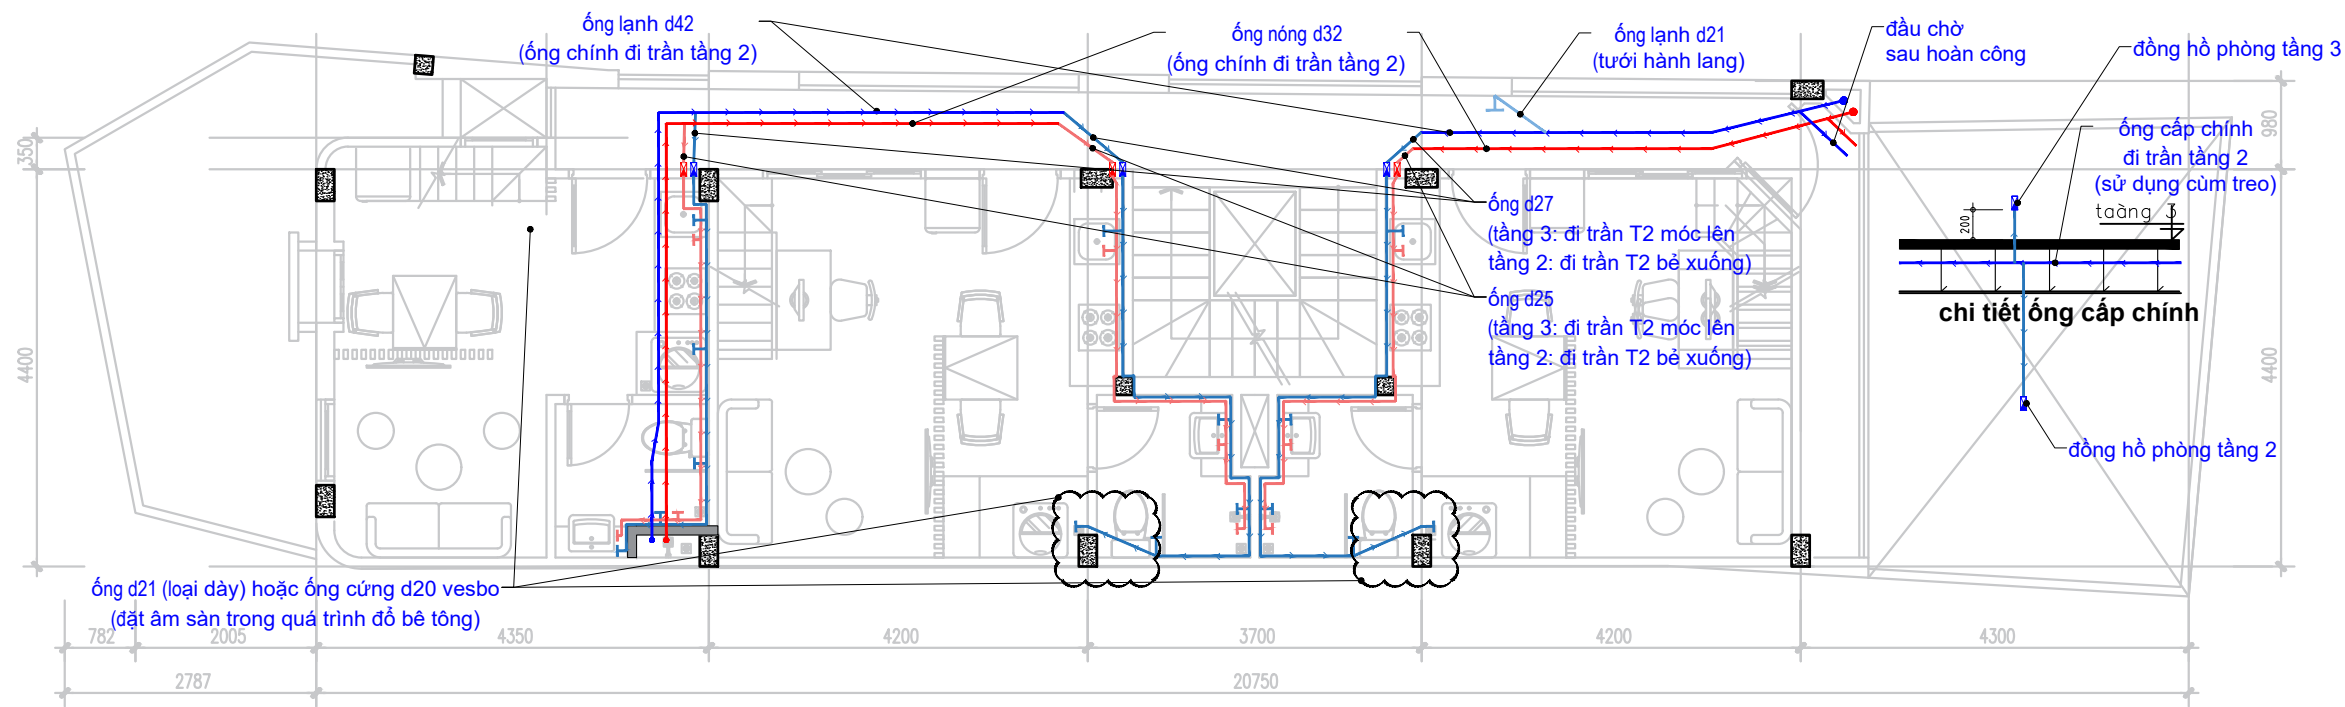 ống lạnh d42
(ống chính đi trần tầng 2)
ống nóng d32
(ống chính đi trần tầng 2)
ống lạnh d21
(tưới hành lang)
đầu chờ
sau hoàn công
đồng hồ phòng tầng 3
ống cấp chính
đi trần tầng 2
(sử dụng cùm treo)
taàng 3
200
chi tiết ống cấp chính
đồng hồ phòng tầng 2
ống d27
(tầng 3: đi trần T2 móc lên
tầng 2: đi trần T2 bẻ xuống)
ống d25
(tầng 3: đi trần T2 móc lên
tầng 2: đi trần T2 bẻ xuống)
350
4400
980
4400
ống d21 (loại dày) hoặc ống cứng d20 vesbo
(đặt âm sàn trong quá trình đổ bê tông)
782
2005
4350
4200
3700
4200
4300
2787
20750